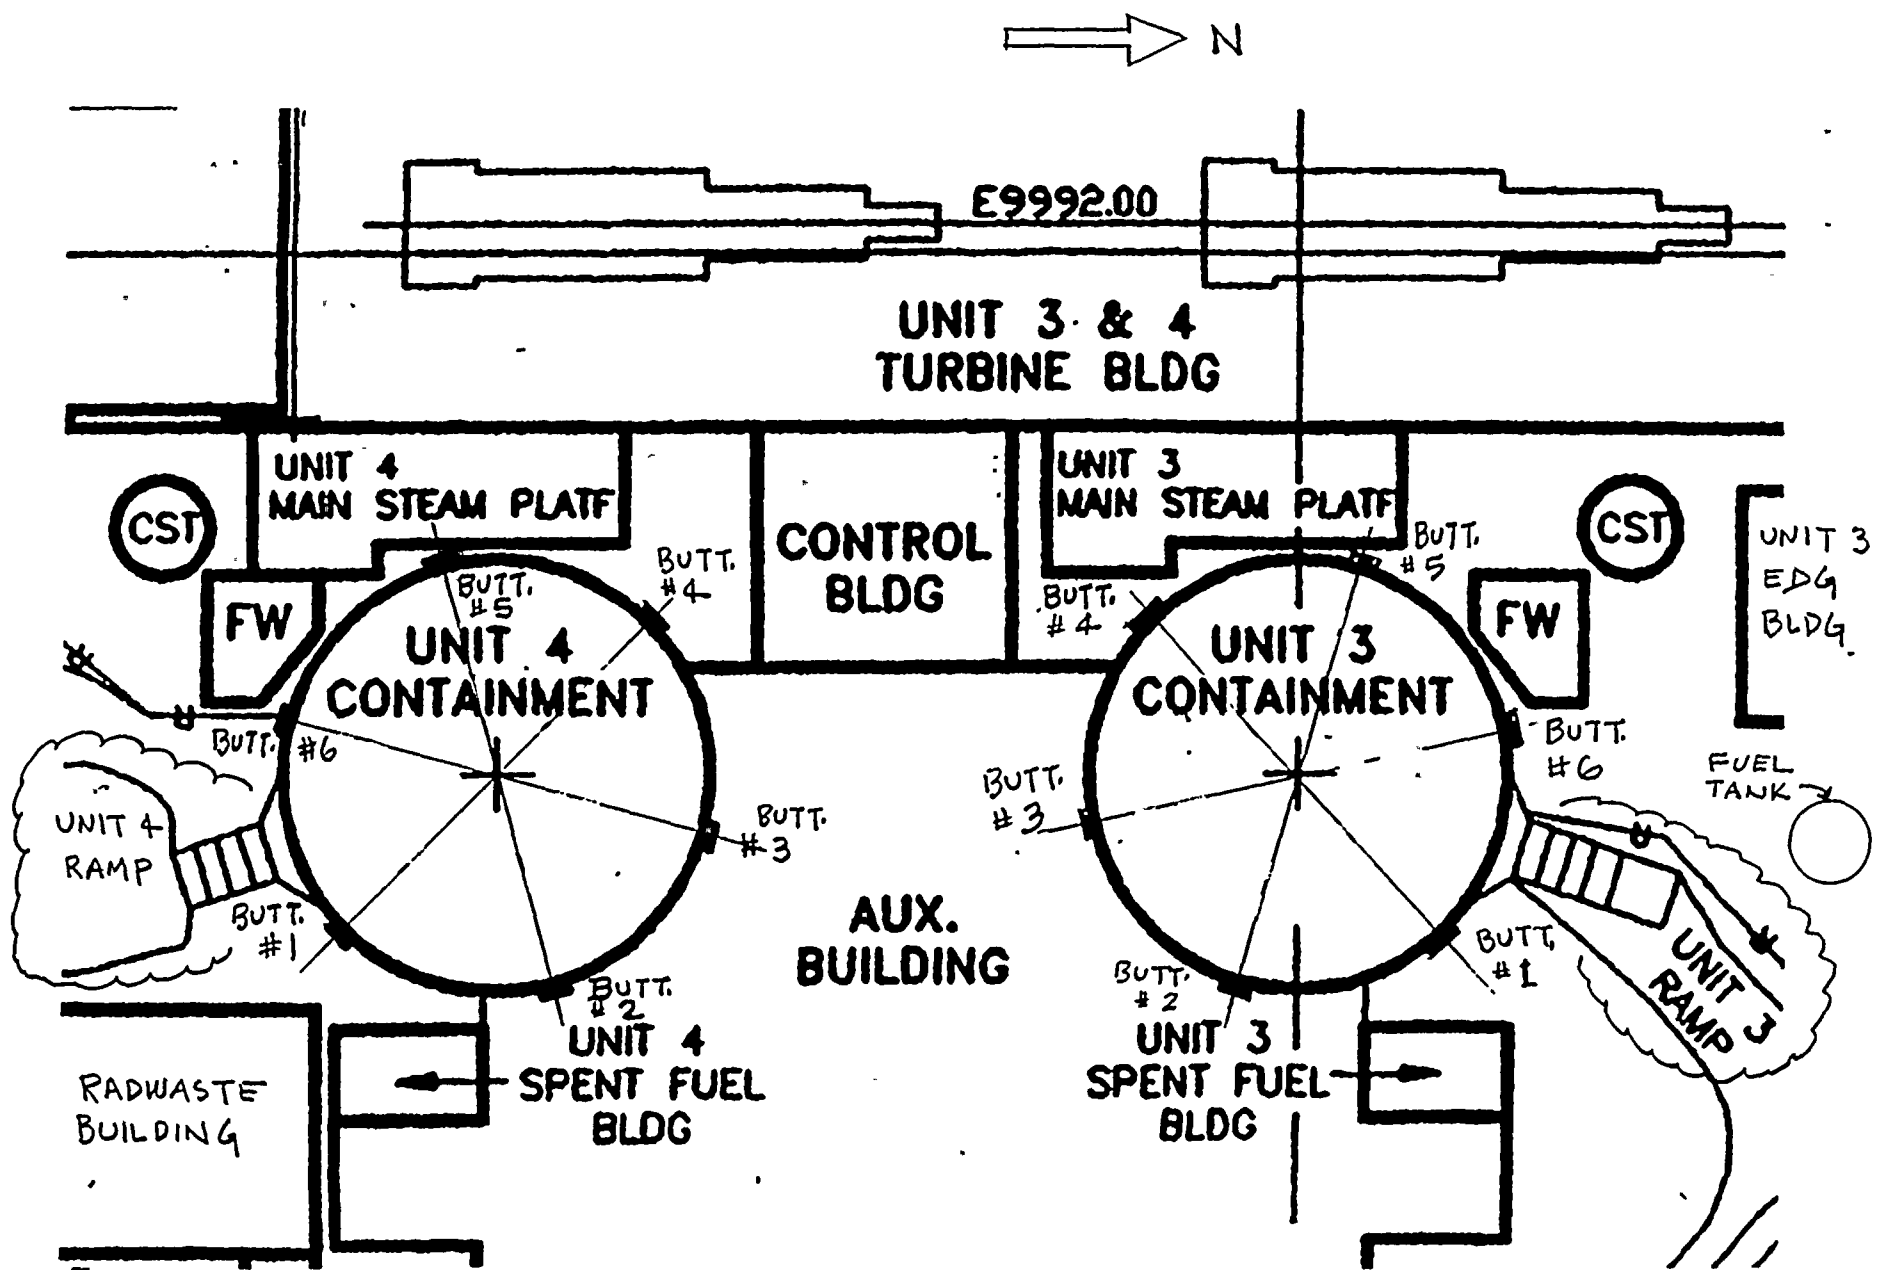 N
E9992.00
UNIT 3 & 4
TURBINE BLDG
UNIT 4
MAIN STEAM PLATF
UNIT 3
MAIN STEAM PLATF
CST
CONTROL
BLDG
CST
UNIT 3
EDG
BLDG.
BUTT.
#5
BUTT.
#4
BUTT.
#4
BUTT.
#5
FW
FW
UNIT 4
CONTAINMENT
UNIT 3
CONTAINMENT
BUTT. #6
BUTT.
#6
FUEL
TANK
UNIT 4
RAMP
BUTT.
#3
BUTT.
#3
BUTT.
#1
AUX.
BUILDING
BUTT.
#1
BUTT.
#2
BUTT.
#2
UNIT 3
RAMP
UNIT 4
SPENT FUEL
BLDG
UNIT 3
SPENT FUEL
BLDG
RADWASTE
BUILDING